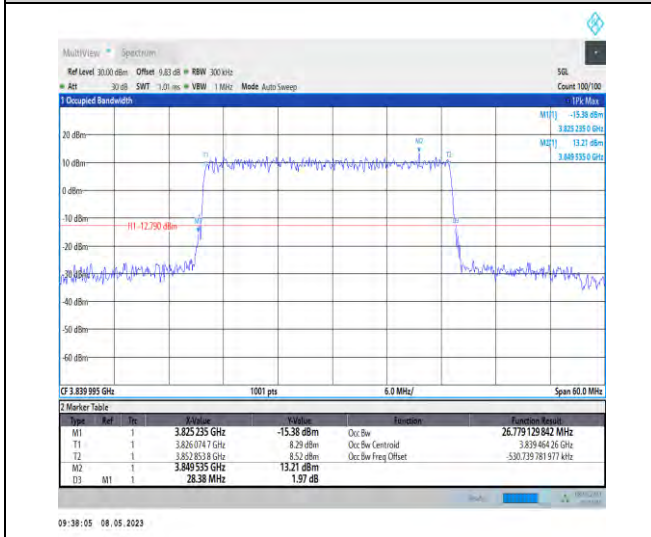 MultiView Spectrum
Ref Level 30.00 dBm Offset 9.83 dB RBW 300 kHz SGL
Att 30 dB SWT 1.01 ms VBW 1 MHz Mode Auto Sweep Count 100/100
1 Occupied Bandwidth 1Pk Max
M1[1] -15.38 dBm
3.825 235 0 GHz
M2[1] 13.21 dBm
3.849 535 0 GHz
20 dBm
M2
T1 T2
10 dBm
0 dBm
-10 dBm
H1 -12.790 dBm
-20 dBm
-30 dBm
-40 dBm
-50 dBm
-60 dBm
CF 3.839 995 GHz 1001 pts 6.0 MHz/ Span 60.0 MHz
2 Marker Table
Type Ref Trc X-Value Y-Value Function Function Result
M1 1 3.825 235 GHz -15.38 dBm Occ Bw 26.779 129 842 MHz
T1 1 3.826 074 7 GHz 8.29 dBm Occ Bw Centroid 3.839 464 26 GHz
T2 1 3.852 853 8 GHz 8.52 dBm Occ Bw Freq Offset -530.739 781 977 kHz
M2 1 3.849 535 GHz 13.21 dBm
D3 M1 1 28.38 MHz 1.97 dB
09:38:05 08.05.2023